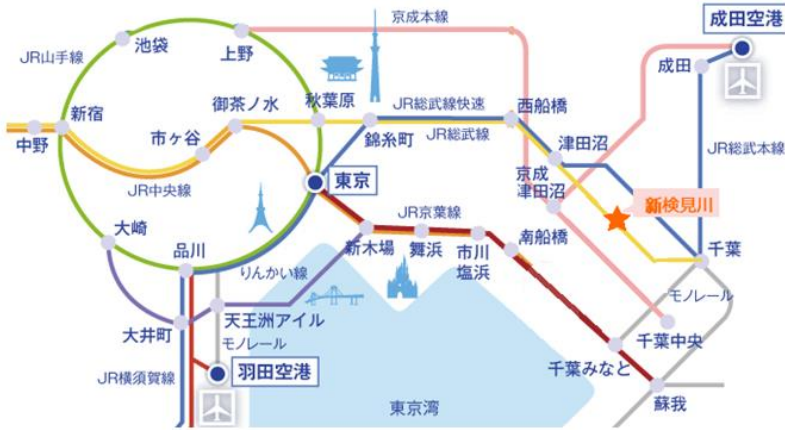 京成本線
成田空港
池袋
上野
JR山手線
成田
御茶ノ水
秋葉原
JR総武線快速
西船橋
新宿
錦糸町
JR総武線
津田沼
中野
市ヶ谷
JR総武本線
京成
津田沼
JR中央線
東京
新検見川
大崎
JR京葉線
新木場
舞浜
市川
塩浜
南船橋
千葉
品川
りんかい線
モノレール
天王洲アイル
大井町
モノレール
千葉中央
千葉みなと
JR横須賀線
羽田空港
蘇我
東京湾